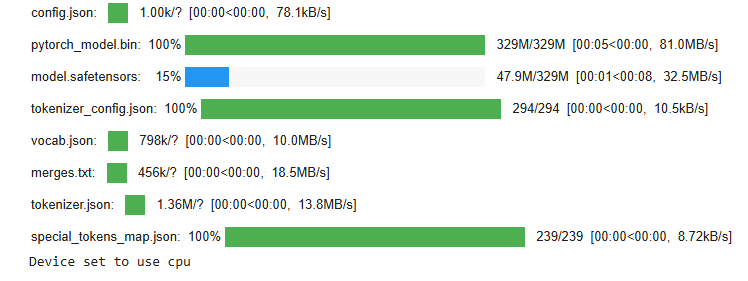 config.json: 1.00k/? [00:00<00:00, 78.1kB/s]
pytorch_model.bin: 100% 329M/329M [00:05<00:00, 81.0MB/s]
model.safetensors: 15% 47.9M/329M [00:01<00:08, 32.5MB/s]
tokenizer_config.json: 100% 294/294 [00:00<00:00, 10.5kB/s]
vocab.json: 798k/? [00:00<00:00, 10.0MB/s]
merges.txt: 456k/? [00:00<00:00, 18.5MB/s]
tokenizer.json: 1.36M/? [00:00<00:00, 13.8MB/s]
special_tokens_map.json: 100% 239/239 [00:00<00:00, 8.72kB/s]
Device set to use cpu